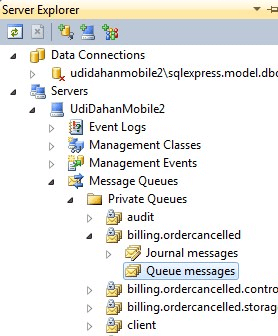 Server Explorer
Data Connections
udidahanmobile2\sqlexpress.model.dbo
Servers
UdiDahanMobile2
Event Logs
Management Classes
Management Events
Message Queues
Private Queues
audit
billing.ordercancelled
Journal messages
Queue messages
billing.ordercancelled.contro
billing.ordercancelled.storag
client